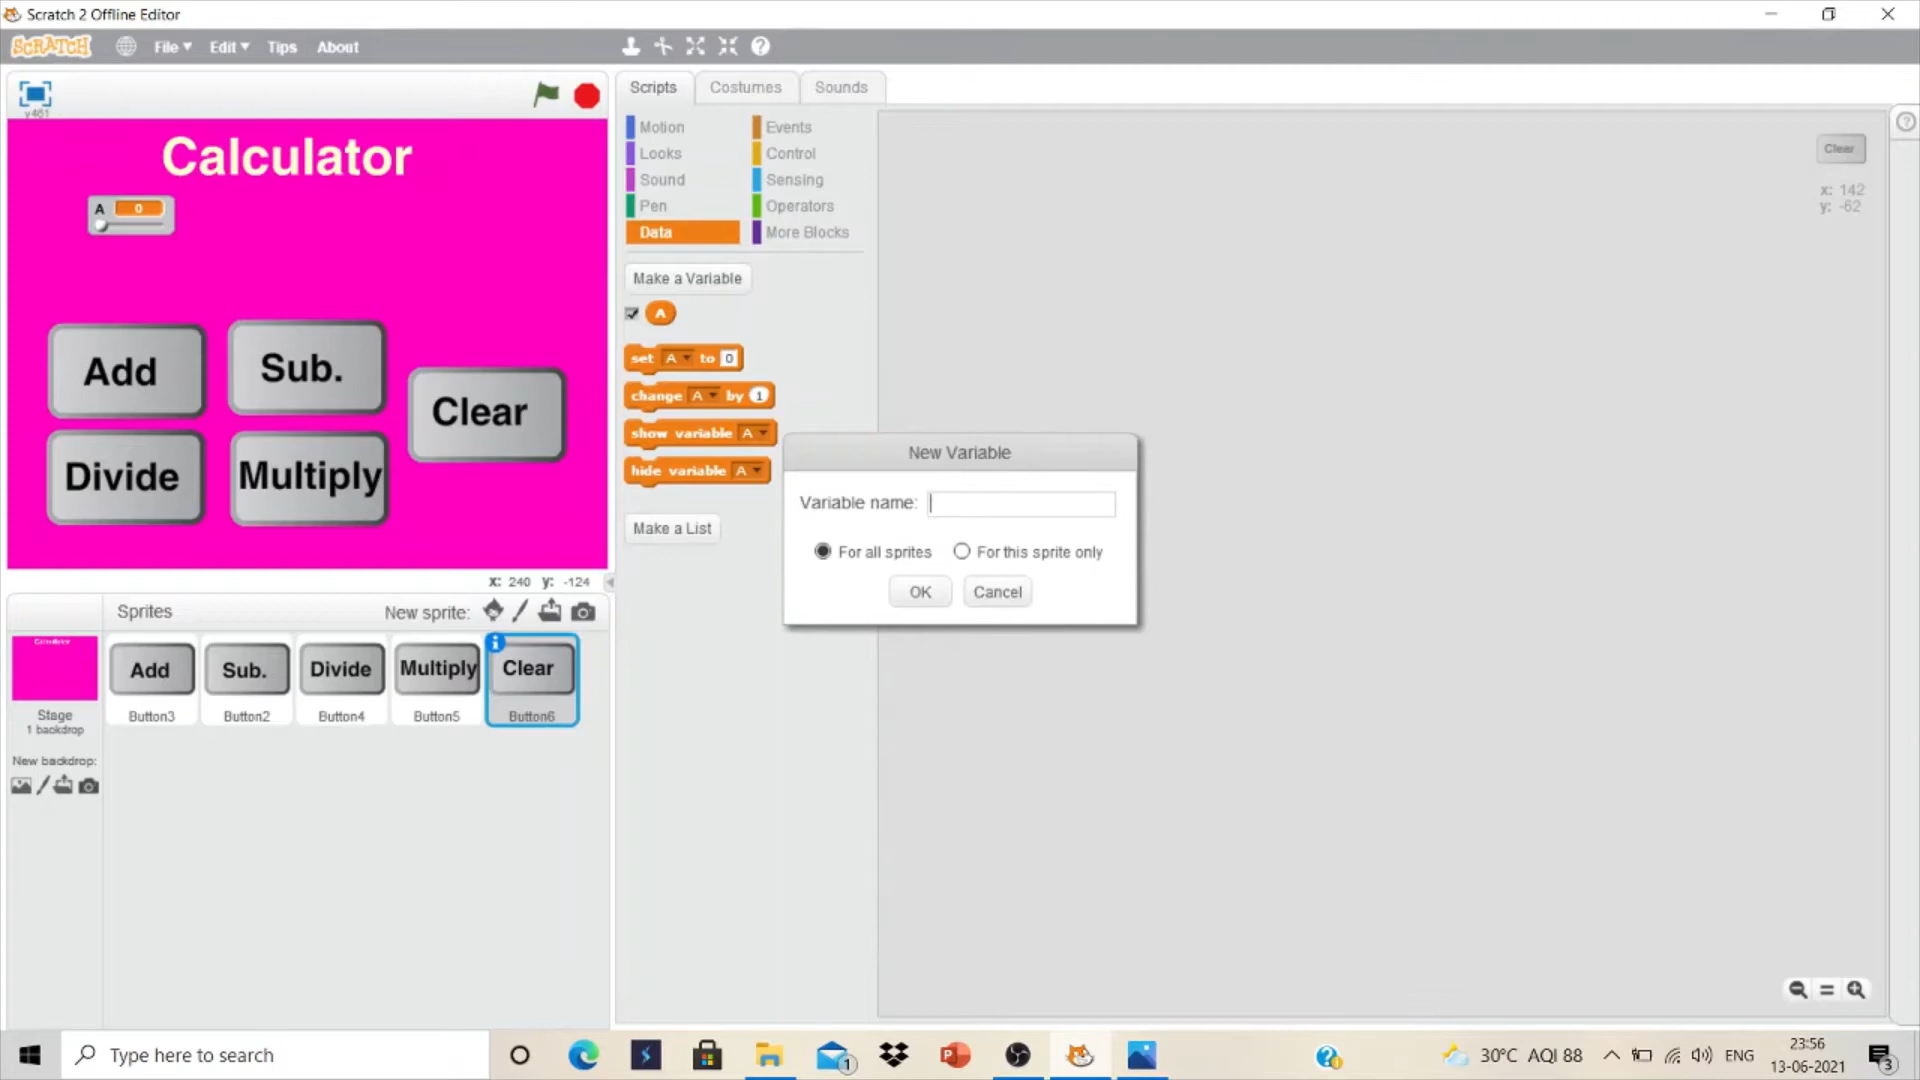 Scratch 2 Offline Editor
SCRATCH
File
Edit
Tips
About
v461
Scripts
Costumes
Sounds
Calculator
A 0
Add
Sub.
Clear
Divide
Multiply
Motion
Events
Looks
Control
Sound
Sensing
Pen
Operators
Data
More Blocks
Make a Variable
A
set A to 0
change A by 1
show variable A
hide variable A
Make a List
Clear
x: 142
y: -62
New Variable
Variable name:
For all sprites
For this sprite only
OK
Cancel
x: 240 y: -124
Sprites
New sprite:
Calculator
Stage
1 backdrop
New backdrop:
Add
Button3
Sub.
Button2
Divide
Button4
Multiply
Button5
Clear
Button6
Type here to search
1
30°C AQI 88
ENG
23:56
13-06-2021
3